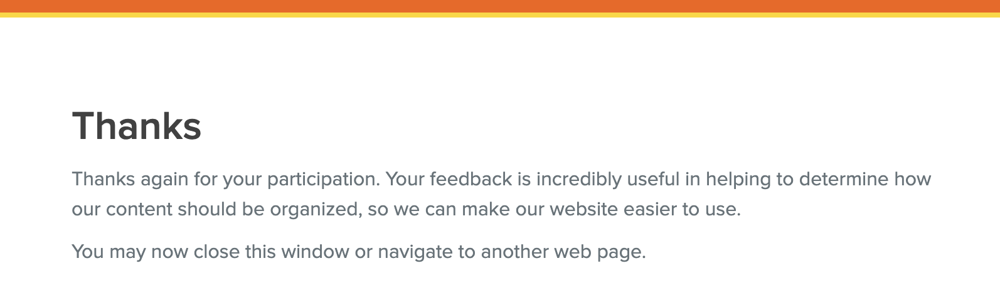 Thanks
Thanks again for your participation. Your feedback is incredibly useful in helping to determine how
our content should be organized, so we can make our website easier to use.
You may now close this window or navigate to another web page.